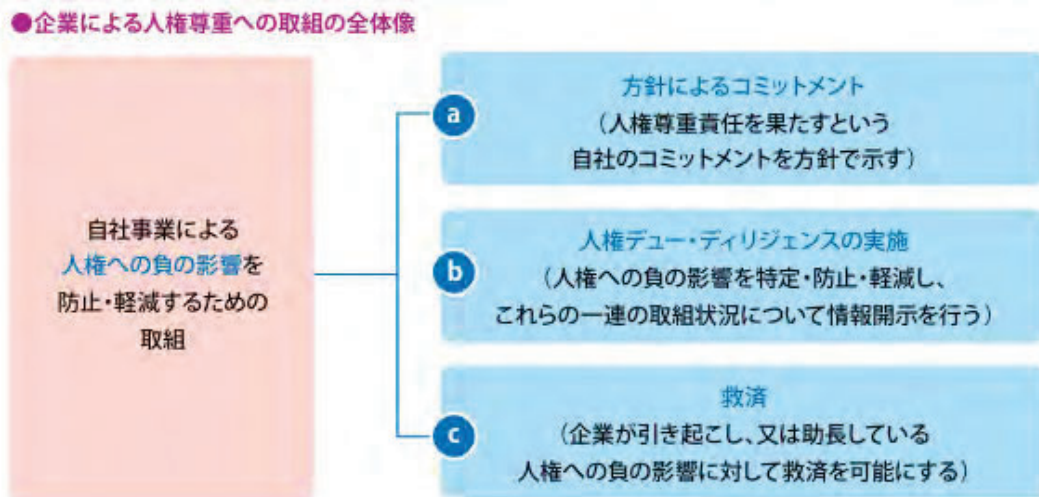 ●企業による人権尊重への取組の全体像
自社事業による
人権への負の影響を
防止・軽減するための
取組
a
方針によるコミットメント
（人権尊重責任を果たすという
自社のコミットメントを方針で示す）
b
人権デュー・ディリジェンスの実施
（人権への負の影響を特定・防止・軽減し、
これらの一連の取組状況について情報開示を行う）
c
救済
（企業が引き起こし、又は助長している
人権への負の影響に対して救済を可能にする）